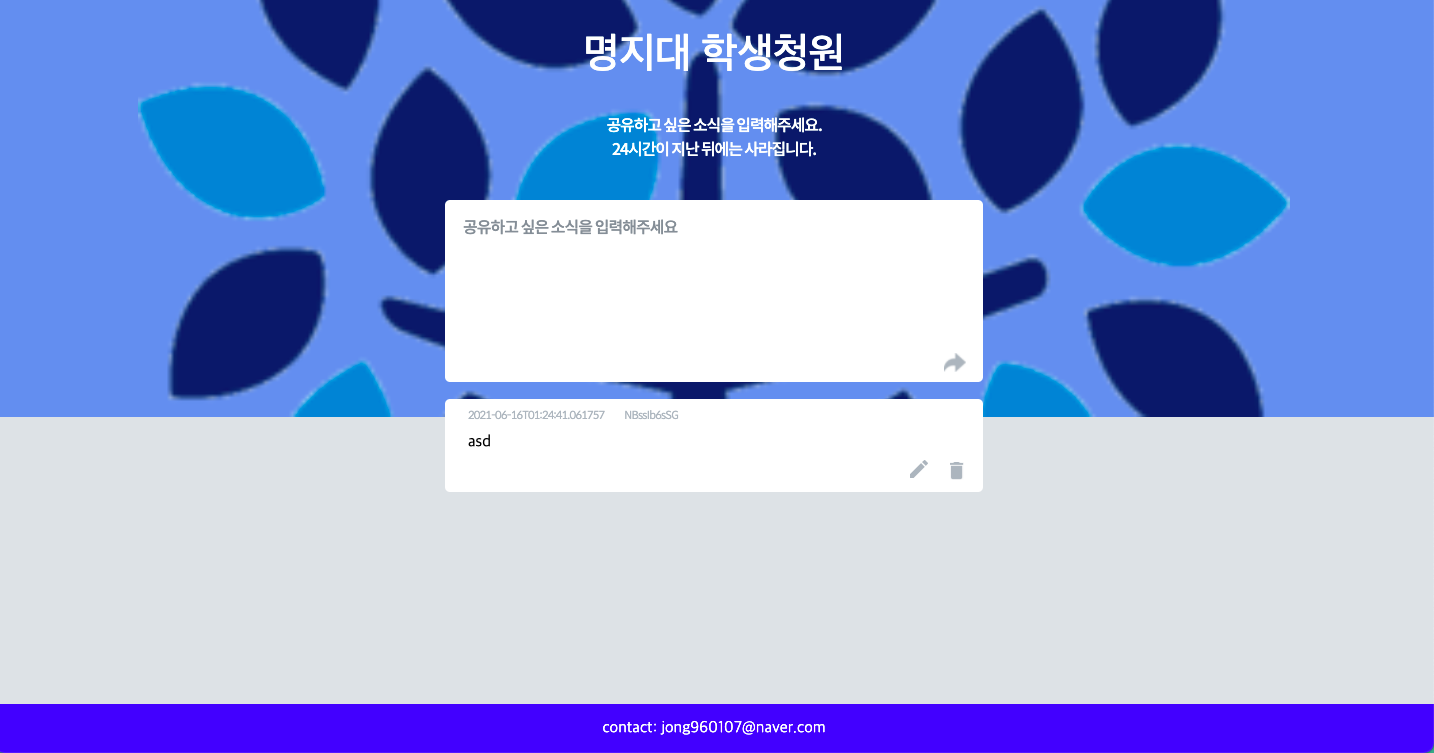 명지대 학생청원
공유하고 싶은 소식을 입력해주세요.
24시간이 지난 뒤에는 사라집니다.
공유하고 싶은 소식을 입력해주세요
2021-06-16T01:24:41.061757 NBssIb6sSG
asd
contact: jong960107@naver.com